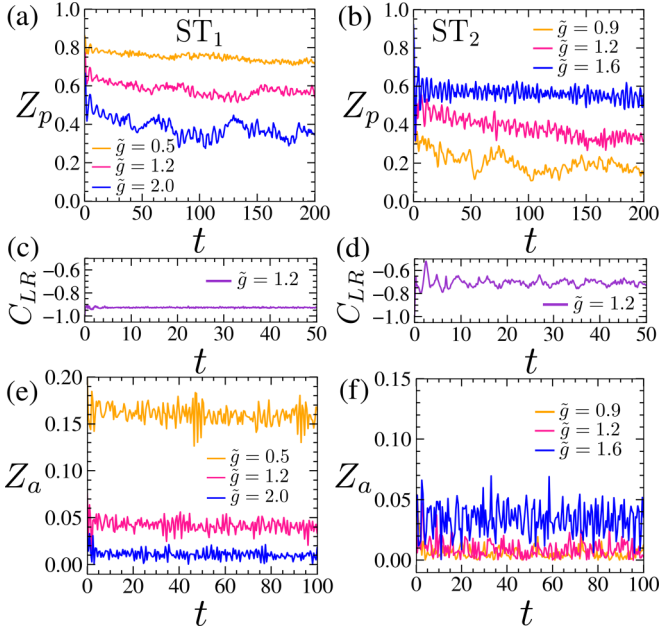 (a) ST₁
Z_p
1.0
0.8
0.6
0.4
0.2
0.0
g̃ = 0.5
g̃ = 1.2
g̃ = 2.0
0 50 100 150 200
t
(b) ST₂
Z_p
1.0
0.8
0.6
0.4
0.2
0.0
g̃ = 0.9
g̃ = 1.2
g̃ = 1.6
0 50 100 150 200
t
(c)
C_LR
−0.6
−0.8
−1.0
g̃ = 1.2
0 10 20 30 40 50
t
(d)
C_LR
−0.6
−0.8
−1.0
g̃ = 1.2
0 10 20 30 40 50
t
(e)
Z_a
0.20
0.15
0.10
0.05
0.00
g̃ = 0.5
g̃ = 1.2
g̃ = 2.0
0 20 40 60 80 100
t
(f)
Z_a
0.15
0.10
0.05
0.00
g̃ = 0.9
g̃ = 1.2
g̃ = 1.6
0 20 40 60 80 100
t